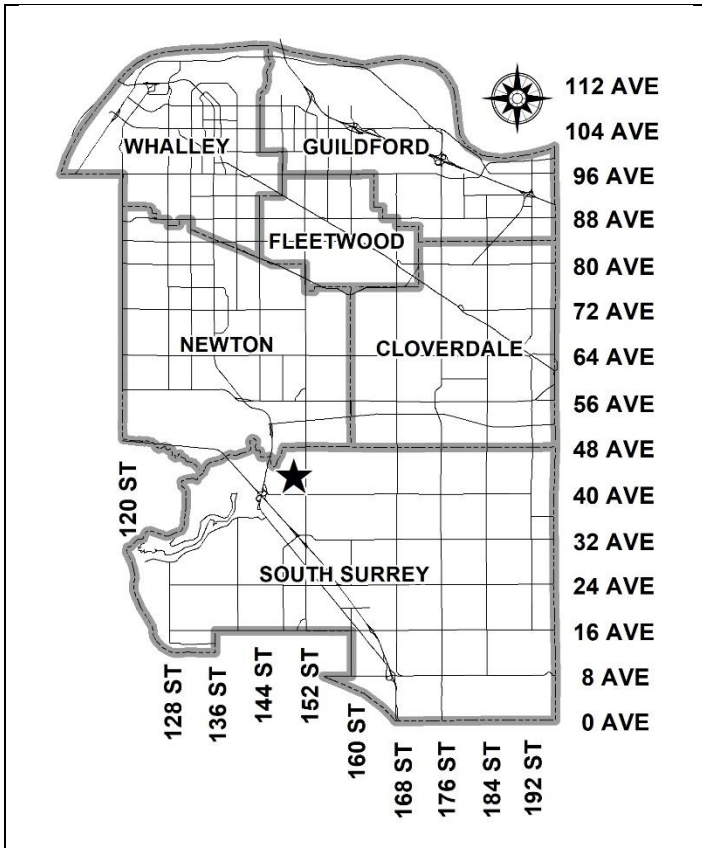 112 AVE
104 AVE
WHALLEY GUILDFORD
96 AVE
88 AVE
FLEETWOOD
80 AVE
72 AVE
NEWTON CLOVERDALE
64 AVE
56 AVE
48 AVE
120 ST
40 AVE
32 AVE
SOUTH SURREY
24 AVE
16 AVE
8 AVE
0 AVE
128 ST
136 ST
144 ST
152 ST
160 ST
168 ST
176 ST
184 ST
192 ST